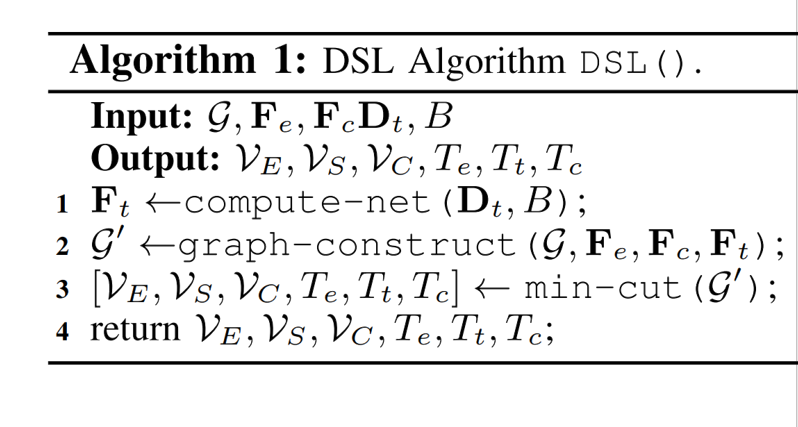 Algorithm 1: DSL Algorithm DSL().
Input: 𝒢, F_e, F_cD_t, B
Output: 𝒱_E, 𝒱_S, 𝒱_C, T_e, T_t, T_c
1 F_t ←compute-net(D_t, B);
2 𝒢′ ←graph-construct(𝒢, F_e, F_c, F_t);
3 [𝒱_E, 𝒱_S, 𝒱_C, T_e, T_t, T_c] ← min-cut(𝒢′);
4 return 𝒱_E, 𝒱_S, 𝒱_C, T_e, T_t, T_c;